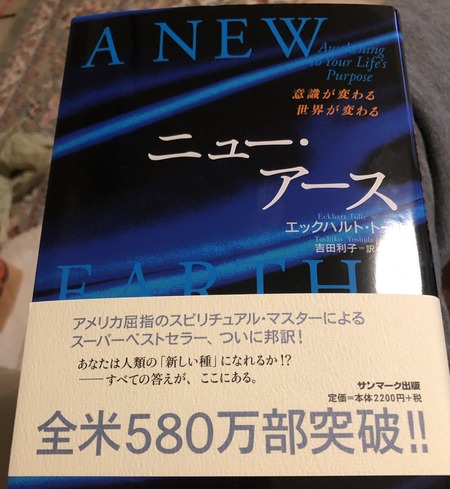 A NEW
Awakening
to Your Life's
Purpose
意識が変わる
世界が変わる
ニュー・
アース
Eckhart Tolle
エックハルト・トー
Toshiko Yoshida
吉田利子=訳
EARTH
アメリカ屈指のスピリチュアル・マスターによる
スーパーベストセラー、ついに邦訳!
あなたは人類の「新しい種」になれるか!?
——すべての答えが、ここにある。
サンマーク出版
定価=本体2200円+税
全米580万部突破!!